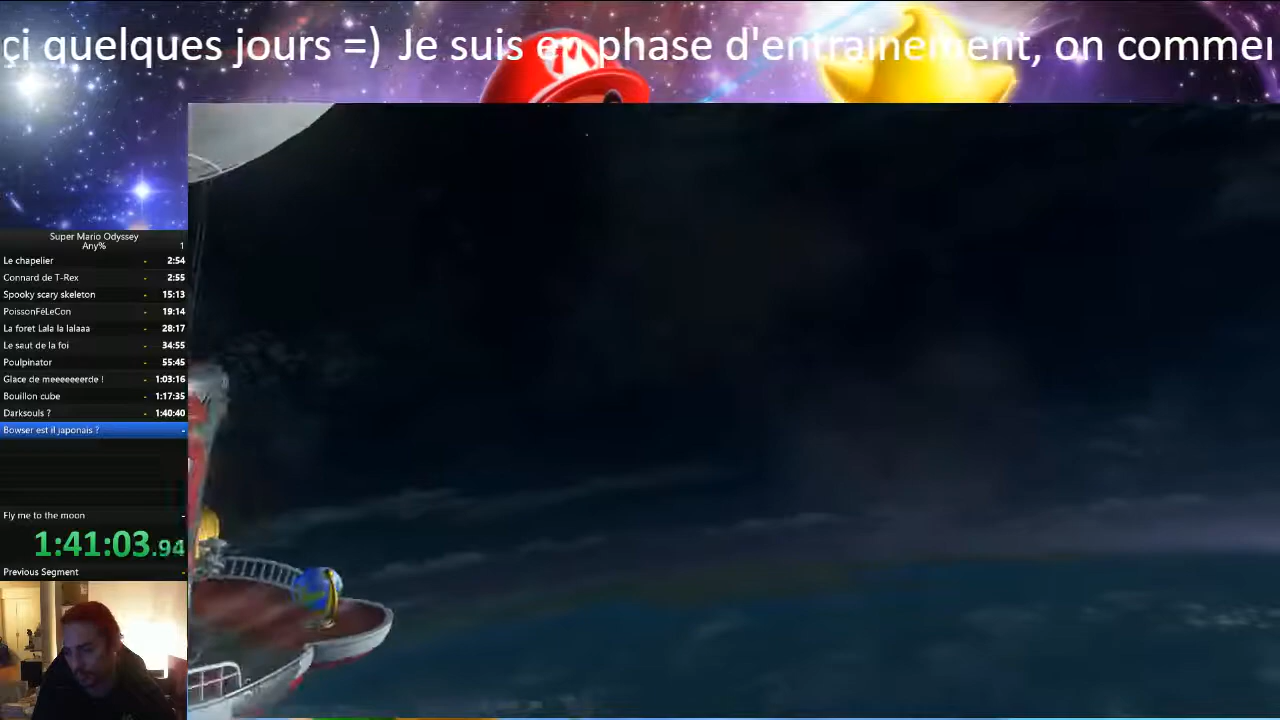 çi quelques jours =) Je suis en phase d'entrainement, on commer
Super Mario Odyssey
Any% 1
Le chapelier - 2:54
Connard de T-Rex - 2:55
Spooky scary skeleton - 15:13
PoissonFéLeCon - 19:14
La foret Lala la lalaaa - 28:17
Le saut de la foi - 34:55
Poulpinator - 55:45
Glace de meeeeeeerde ! - 1:03:16
Bouillon cube - 1:17:35
Darksouls ? - 1:40:40
Bowser est il japonais ? -
Fly me to the moon -
1:41:03.94
Previous Segment -